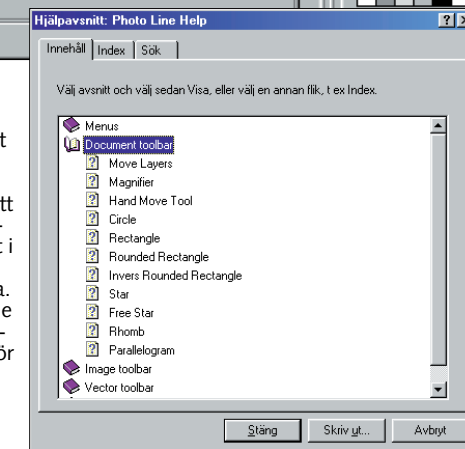 Hjälpavsnitt: Photo Line Help
Innehåll Index Sök
Välj avsnitt och välj sedan Visa, eller välj en annan flik, t ex Index.
Menus
Document toolbar
Move Layers
Magnifier
Hand Move Tool
Circle
Rectangle
Rounded Rectangle
Invers Rounded Rectangle
Star
Free Star
Rhomb
Parallelogram
Image toolbar
Vector toolbar
Stäng Skriv ut... Avbryt